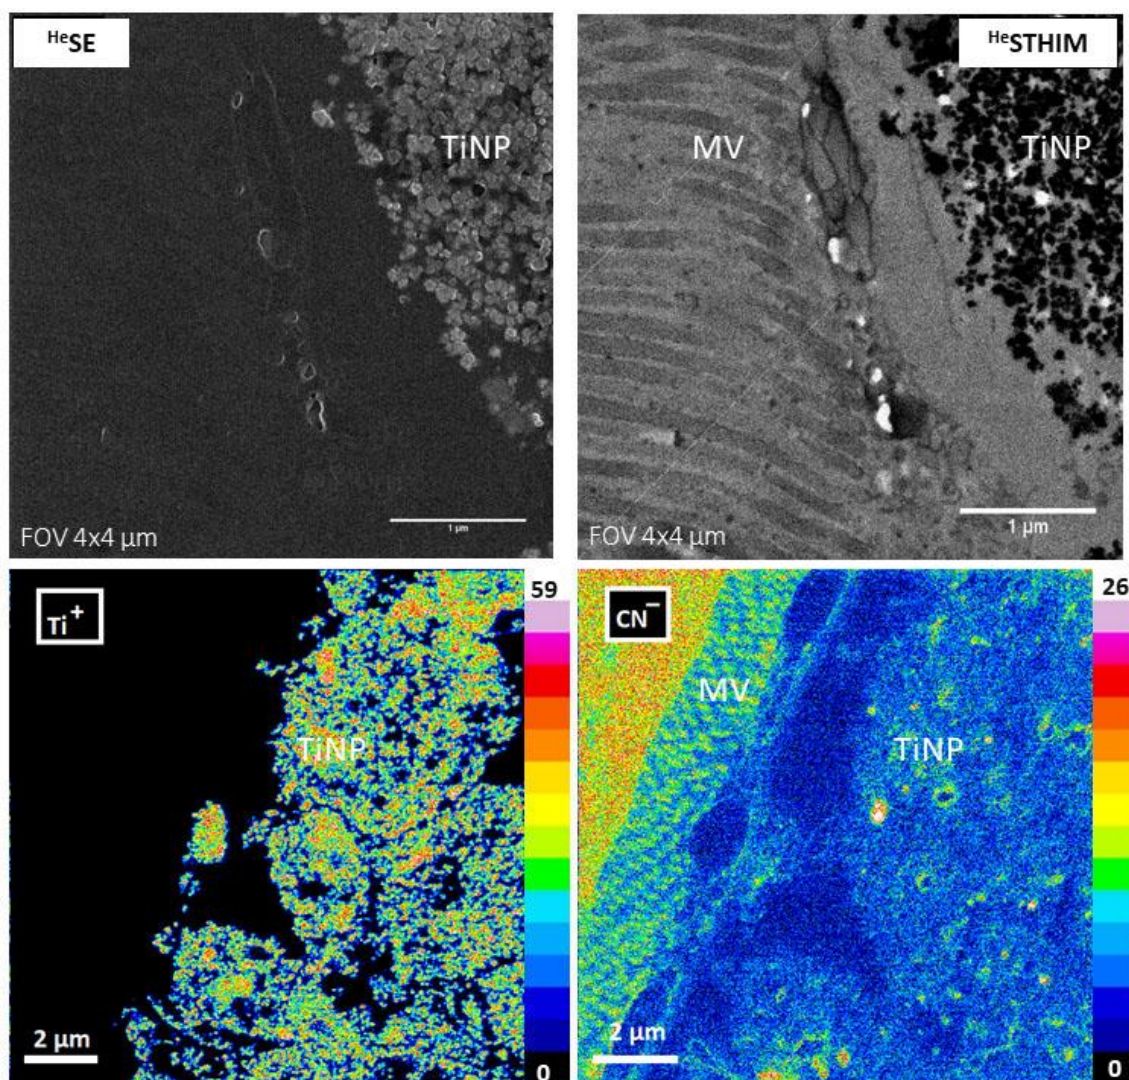 HeSE
TiNP
FOV 4x4 µm
1 µm
HeSTHIM
MV
TiNP
FOV 4x4 µm
1 µm
Ti+
59
TiNP
2 µm
0
CN−
26
MV
TiNP
2 µm
0